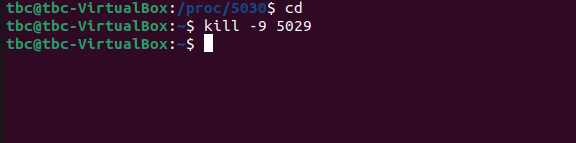 tbc@tbc-VirtualBox:/proc/5030$ cd
tbc@tbc-VirtualBox:~$ kill -9 5029
tbc@tbc-VirtualBox:~$